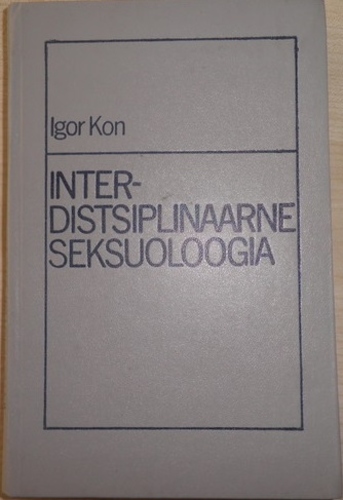 Igor Kon
INTER-
DISTSIPLINAARNE
SEKSUOLOOGIA